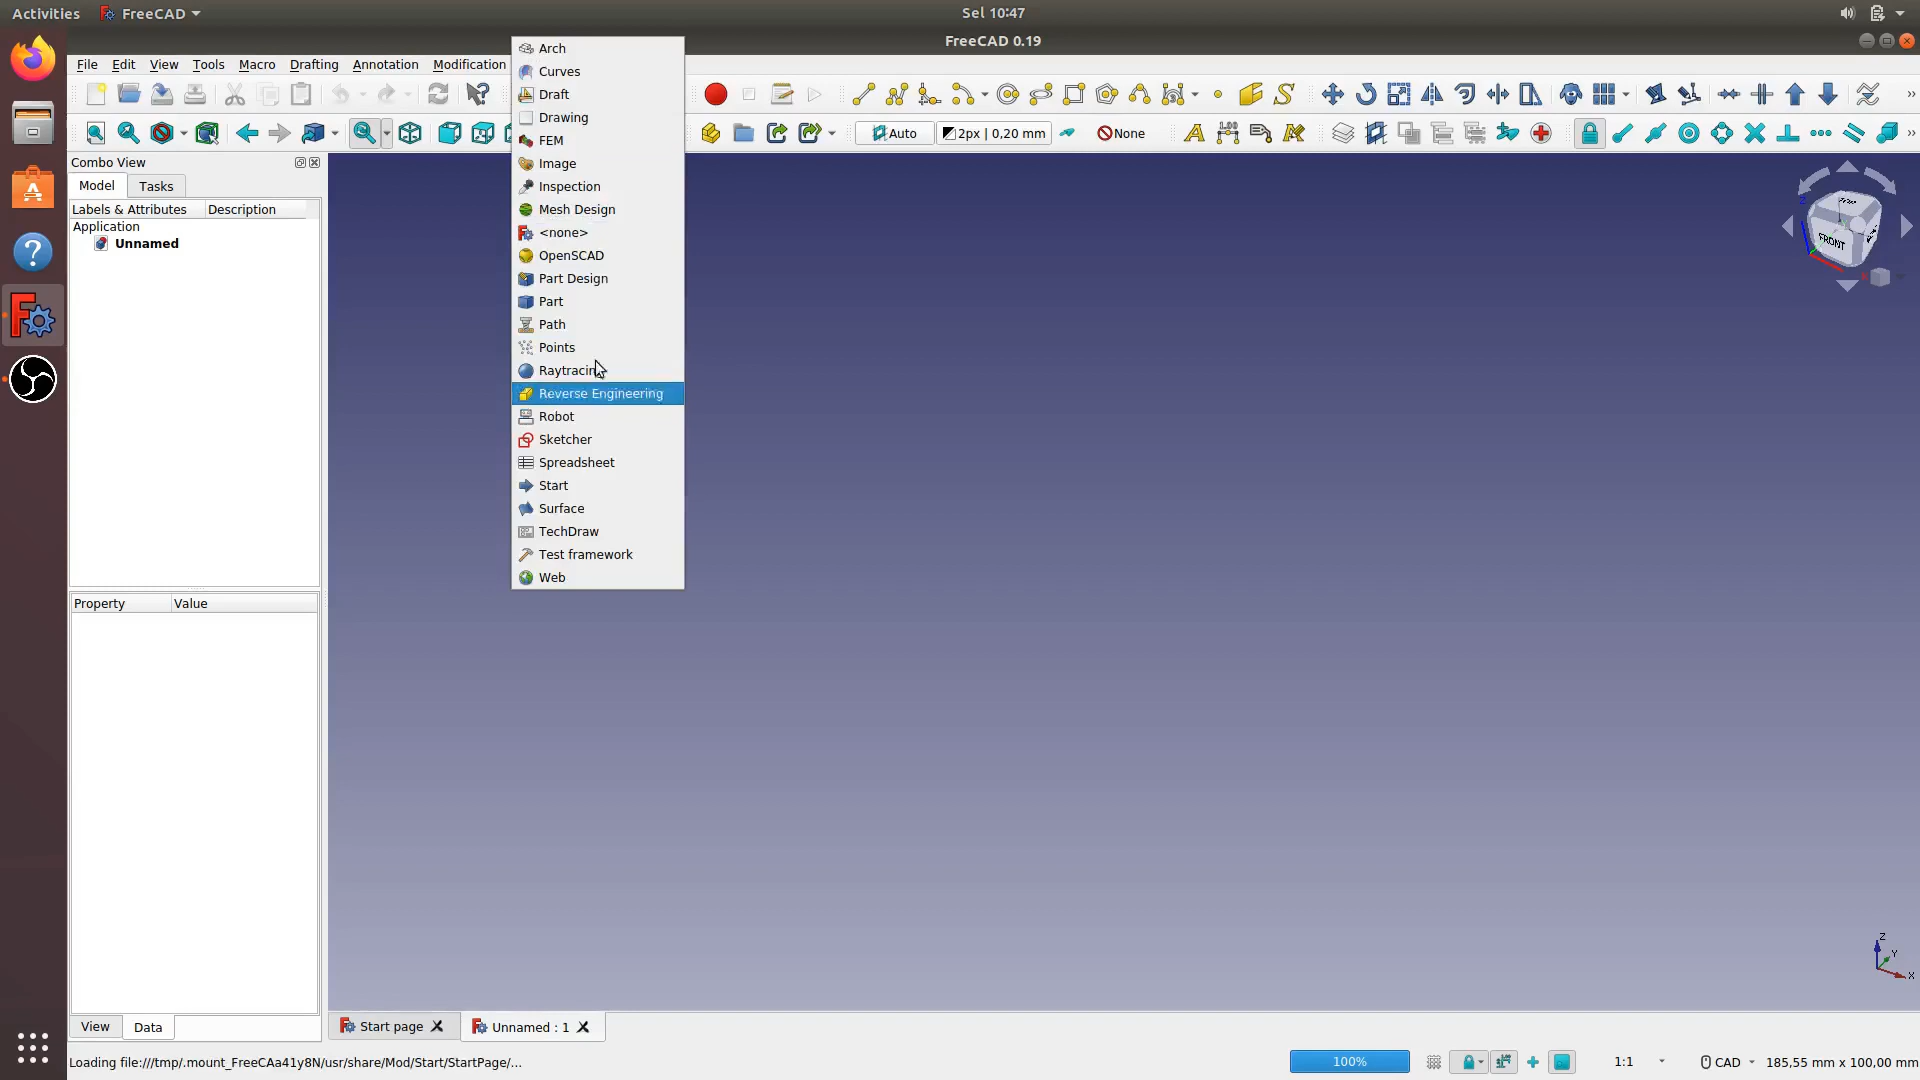 Activities FreeCAD Sel 10:47
FreeCAD 0.19
File Edit View Tools Macro Drafting Annotation Modification
Arch
Curves
Draft
Drawing
FEM
Image
Inspection
Mesh Design
<none>
OpenSCAD
Part Design
Part
Path
Points
Raytracing
Reverse Engineering
Robot
Sketcher
Spreadsheet
Start
Surface
TechDraw
Test framework
Web
Auto 2px | 0,20 mm None
Combo View
Model Tasks
Labels & Attributes Description
Application
Unnamed
Property Value
View Data
FRONT
Z
Y
X
Start page Unnamed : 1
Loading file:///tmp/.mount_FreeCAa41y8N/usr/share/Mod/Start/StartPage/...
100% 1:1 CAD 185,55 mm x 100,00 mm